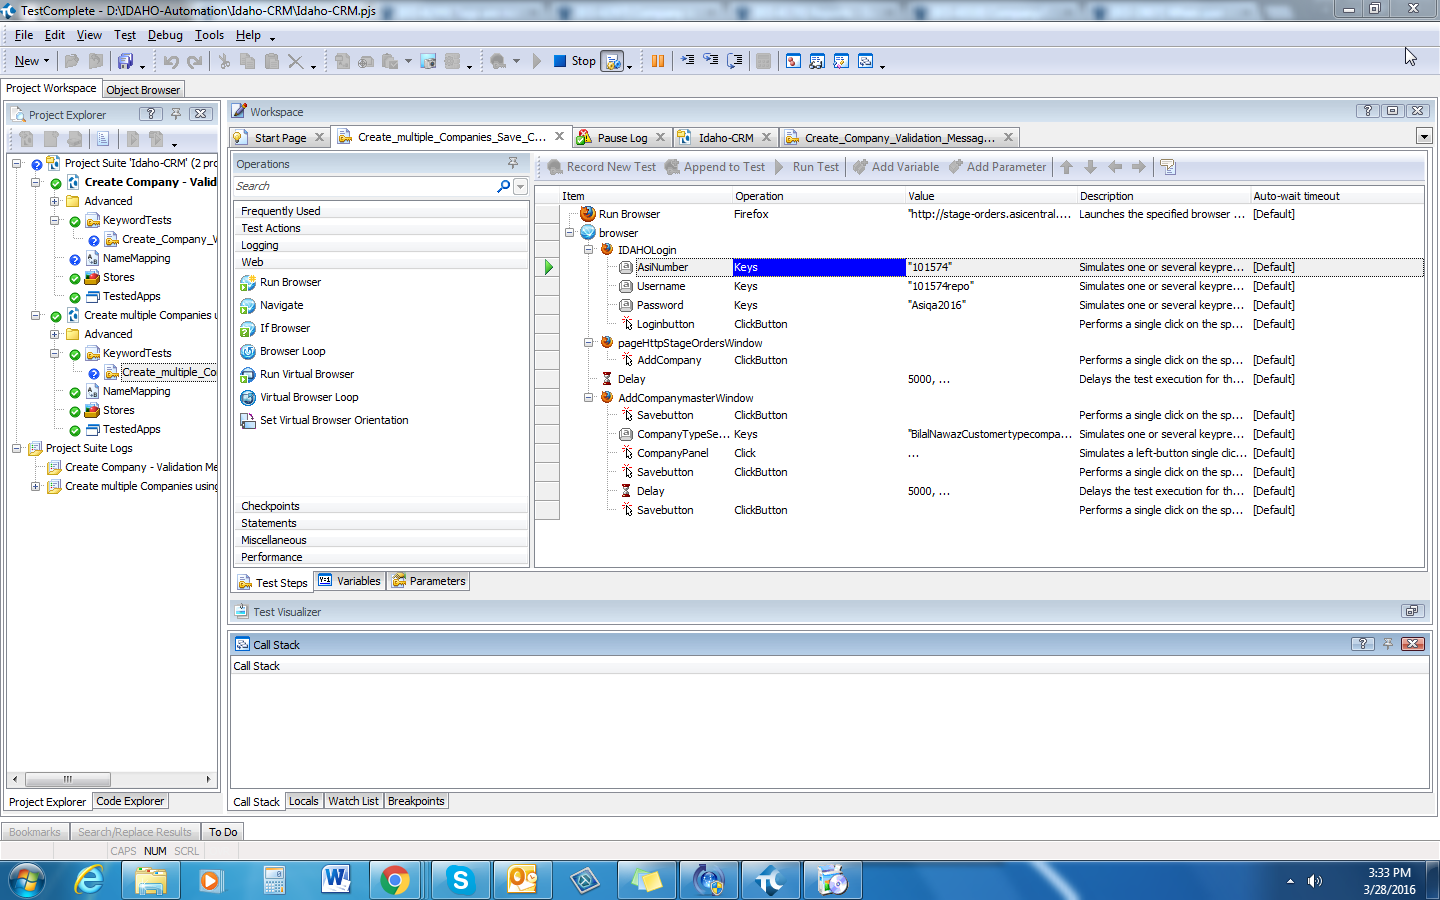 TestComplete - D:\IDAHO-Automation\Idaho-CRM\Idaho-CRM.pjs
File Edit View Test Debug Tools Help
New Stop
Project Workspace Object Browser
Project Explorer
Project Suite 'Idaho-CRM' (2 pro
Create Company - Valid
Advanced
KeywordTests
Create_Company_V
NameMapping
Stores
TestedApps
Create multiple Companies u
Advanced
KeywordTests
Create_multiple_Co
NameMapping
Stores
TestedApps
Project Suite Logs
Create Company - Validation Me
Create multiple Companies using
Project Explorer Code Explorer
Workspace
Start Page Create_multiple_Companies_Save_C... Pause Log Idaho-CRM Create_Company_Validation_Messag...
Operations
Search
Frequently Used
Test Actions
Logging
Web
Run Browser
Navigate
If Browser
Browser Loop
Run Virtual Browser
Virtual Browser Loop
Set Virtual Browser Orientation
Checkpoints
Statements
Miscellaneous
Performance
Record New Test Append to Test Run Test Add Variable Add Parameter
Item Operation Value Description Auto-wait timeout
Run Browser Firefox "http://stage-orders.asicentral.... Launches the specified browser ... [Default]
browser
IDAHOLogin
AsiNumber Keys "101574" Simulates one or several keypre... [Default]
Username Keys "101574repo" Simulates one or several keypre... [Default]
Password Keys "Asiqa2016" Simulates one or several keypre... [Default]
Loginbutton ClickButton Performs a single click on the sp... [Default]
pageHttpStageOrdersWindow
AddCompany ClickButton Performs a single click on the sp... [Default]
Delay 5000, ... Delays the test execution for th... [Default]
AddCompanymasterWindow
Savebutton ClickButton Performs a single click on the sp... [Default]
CompanyTypeSe... Keys "BilalNawazCustomertypecompa... Simulates one or several keypre... [Default]
CompanyPanel Click ... Simulates a left-button single clic... [Default]
Savebutton ClickButton Performs a single click on the sp... [Default]
Delay 5000, ... Delays the test execution for th... [Default]
Savebutton ClickButton Performs a single click on the sp... [Default]
Test Steps Variables Parameters
Test Visualizer
Call Stack
Call Stack
Call Stack Locals Watch List Breakpoints
Bookmarks Search/Replace Results To Do
CAPS NUM SCRL
3:33 PM
3/28/2016